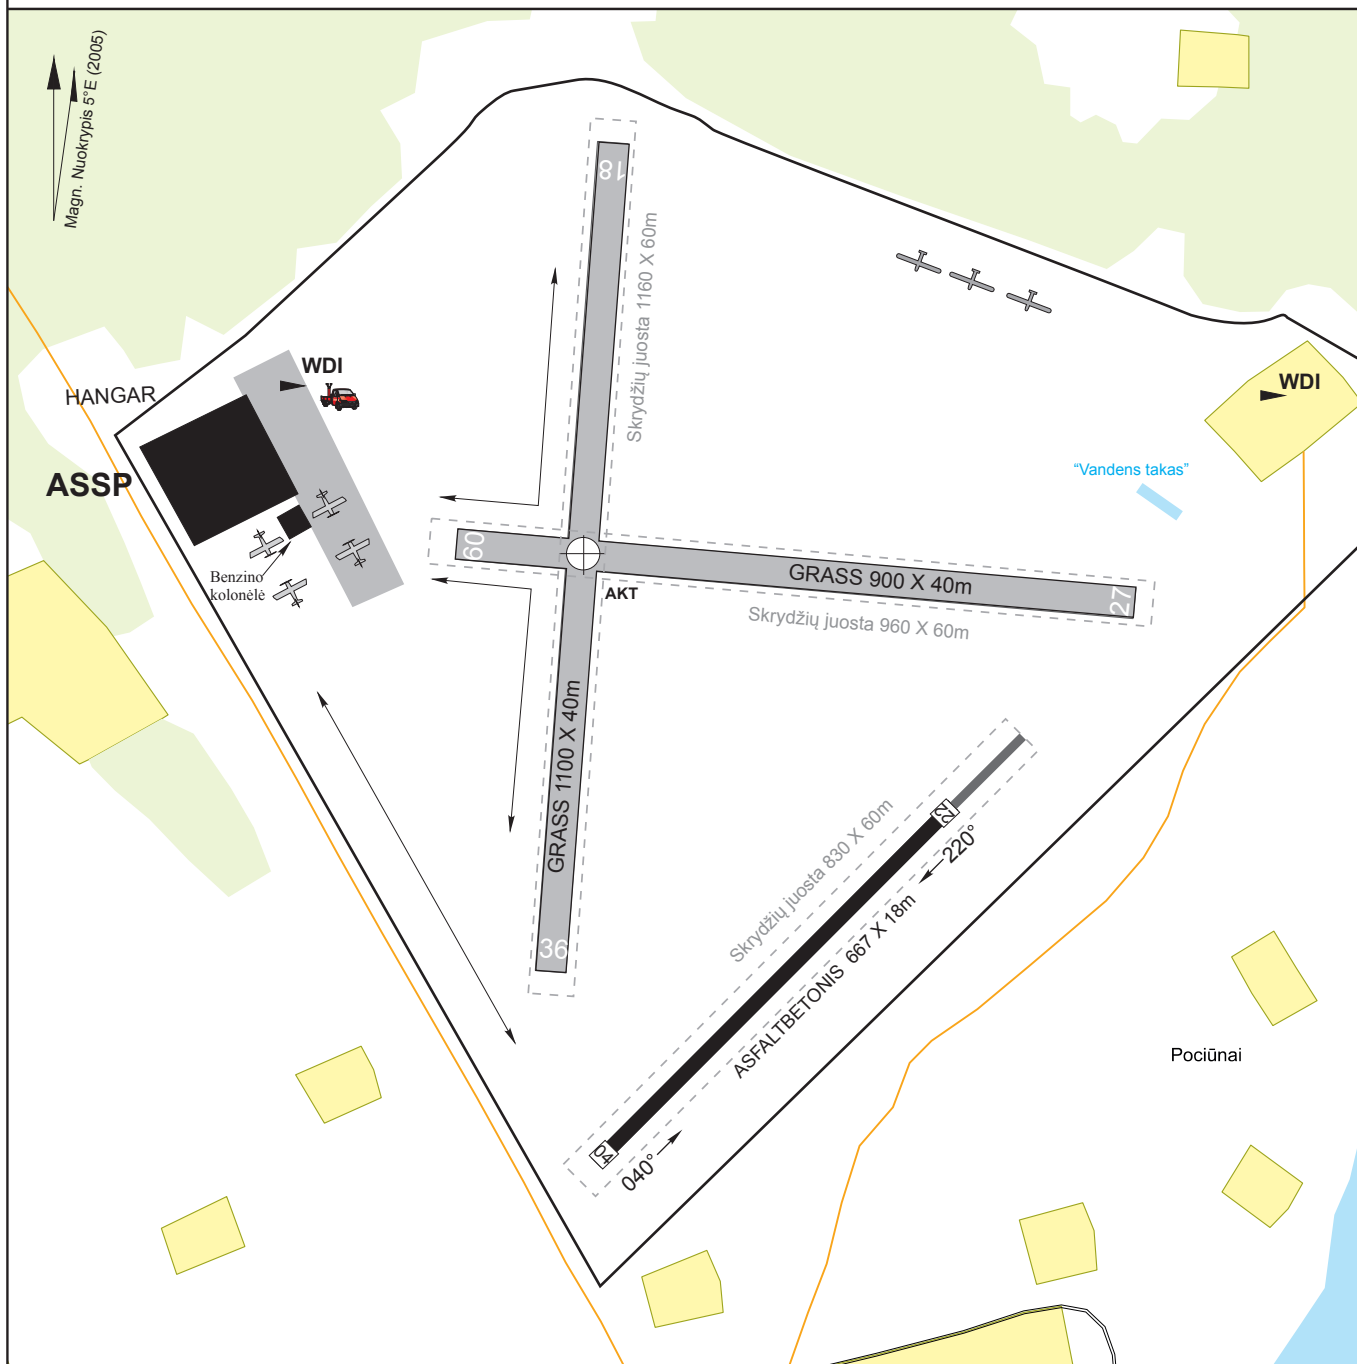 Magn. Nuokrypis 5°E (2005)
18
Skrydžių juosta 1160 X 60m
WDI
HANGAR
ASSP
WDI
"Vandens takas"
09
Benzino
kolonėlė
AKT
GRASS 900 X 40m
27
Skrydžių juosta 960 X 60m
GRASS 1100 X 40m
36
Skrydžių juosta 830 X 60m
22
220°
ASFALTBETONIS 667 X 18m
04
040°
Pociūnai